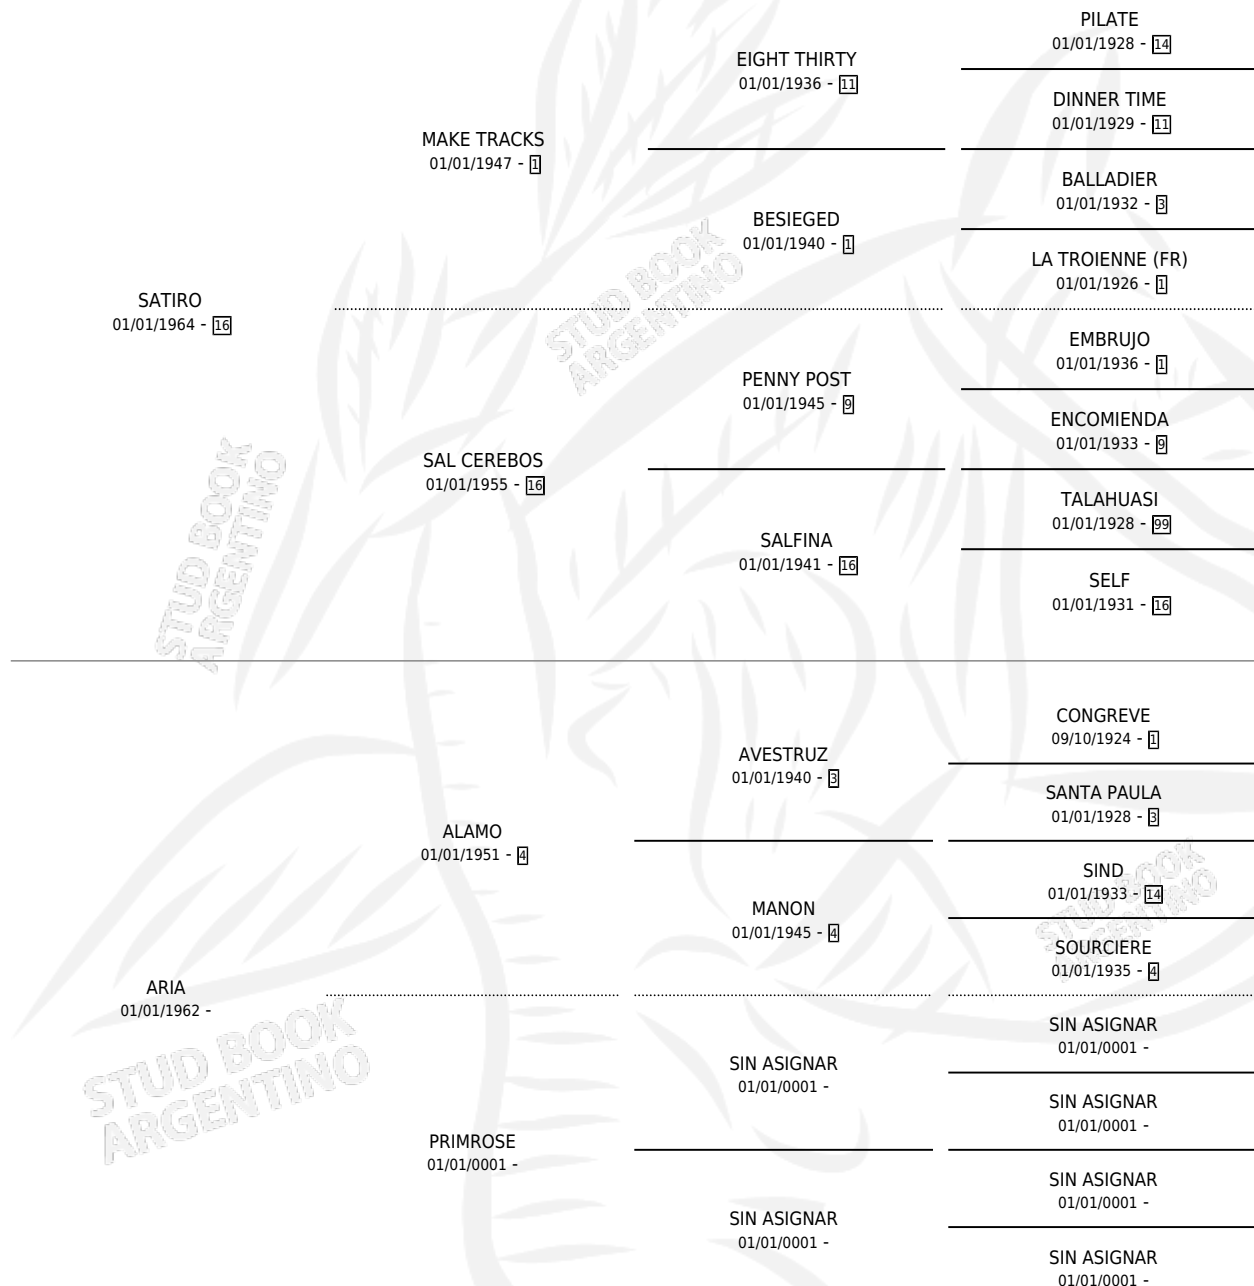 PILATE
01/01/1928 - 14
EIGHT THIRTY
01/01/1936 - 11
DINNER TIME
01/01/1929 - 11
MAKE TRACKS
01/01/1947 - 1
BALLADIER
01/01/1932 - 3
BESIEGED
01/01/1940 - 1
LA TROIENNE (FR)
01/01/1926 - 1
SATIRO
01/01/1964 - 16
EMBRUJO
01/01/1936 - 1
PENNY POST
01/01/1945 - 9
ENCOMIENDA
01/01/1933 - 9
SAL CEREBOS
01/01/1955 - 16
TALAHUASI
01/01/1928 - 99
SALFINA
01/01/1941 - 16
SELF
01/01/1931 - 16
CONGREVE
09/10/1924 - 1
AVESTRUZ
01/01/1940 - 3
SANTA PAULA
01/01/1928 - 3
ALAMO
01/01/1951 - 4
SIND
01/01/1933 - 14
MANON
01/01/1945 - 4
SOURCIERE
01/01/1935 - 4
ARIA
01/01/1962 -
SIN ASIGNAR
01/01/0001 -
SIN ASIGNAR
01/01/0001 -
SIN ASIGNAR
01/01/0001 -
PRIMROSE
01/01/0001 -
SIN ASIGNAR
01/01/0001 -
SIN ASIGNAR
01/01/0001 -
SIN ASIGNAR
01/01/0001 -
STUD BOOK
ARGENTINO
STUD BOOK
ARGENTINO
STUD BOOK
ARGENTINO
STUD BOOK
ARGENTINO